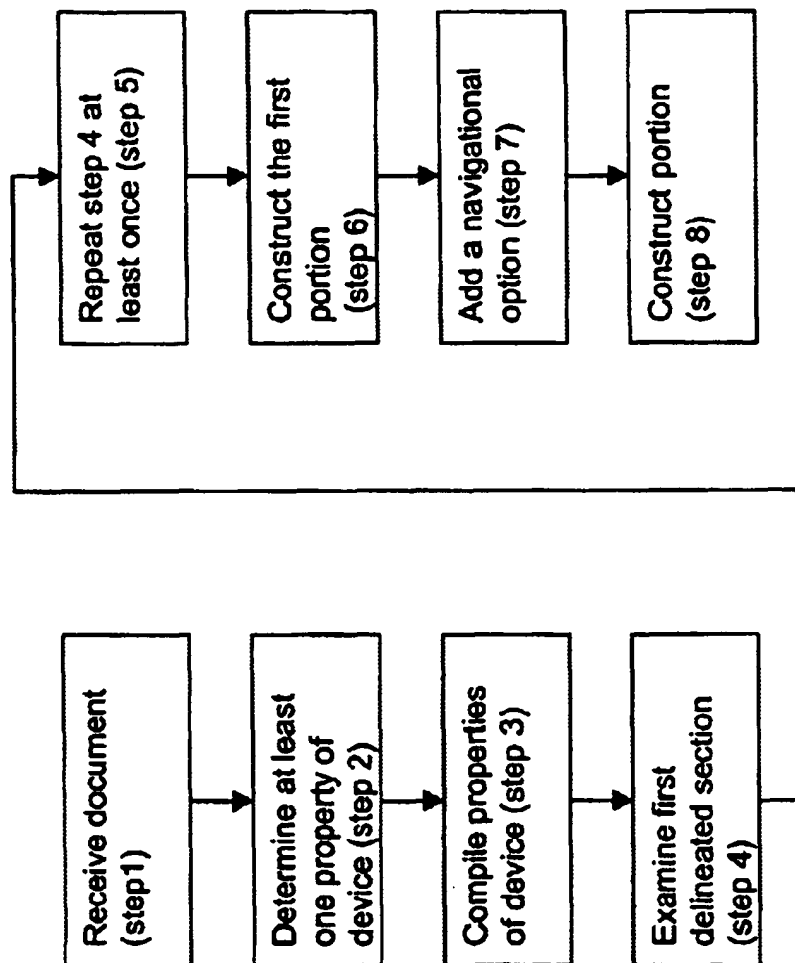 Receive document
(step1)
Determine at least
one property of
device (step 2)
Compile properties
of device (step 3)
Examine first
delineated section
(step 4)
Repeat step 4 at
least once (step 5)
Construct the first
portion
(step 6)
Add a navigational
option (step 7)
Construct portion
(step 8)